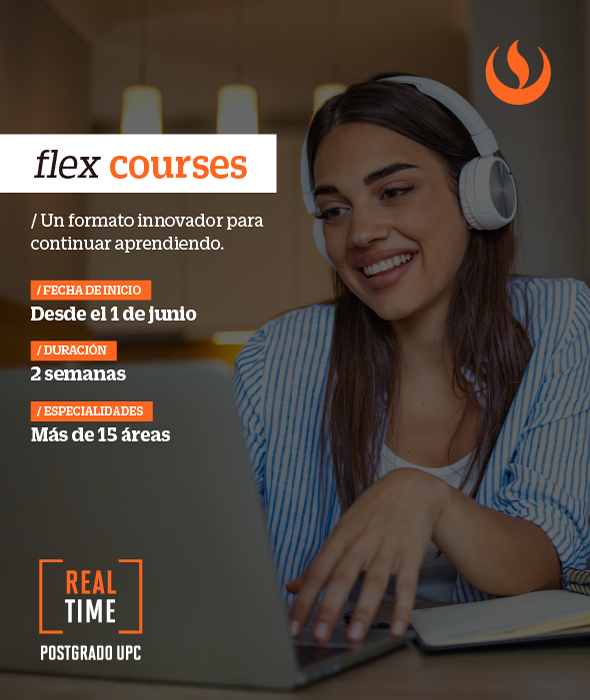 flex courses
/ Un formato innovador para
continuar aprendiendo.
/ FECHA DE INICIO
Desde el 1 de junio
/ DURACIÓN
2 semanas
/ ESPECIALIDADES
Más de 15 áreas
REAL
TIME
POSTGRADO UPC